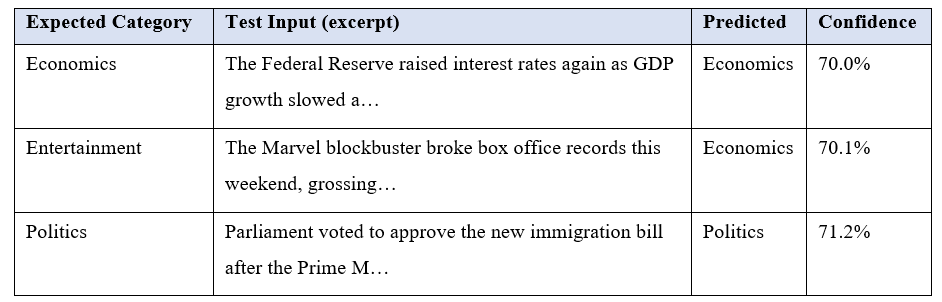 Expected Category Test Input (excerpt) Predicted Confidence
Economics The Federal Reserve raised interest rates again as GDP Economics 70.0%
growth slowed a…
Entertainment The Marvel blockbuster broke box office records this Economics 70.1%
weekend, grossing…
Politics Parliament voted to approve the new immigration bill Politics 71.2%
after the Prime M…